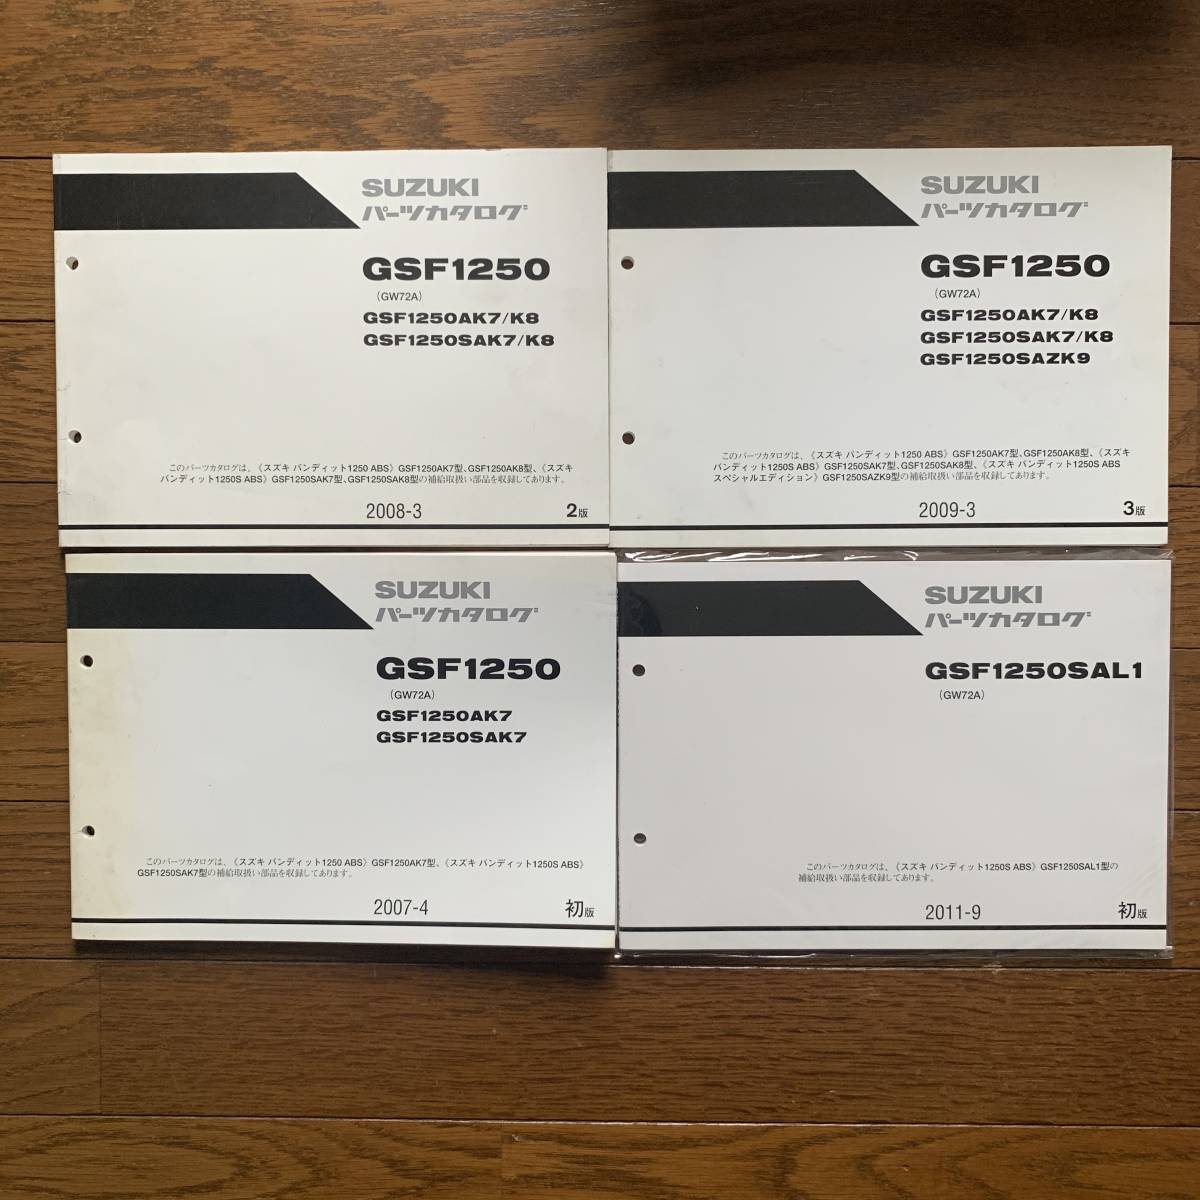 SUZUKI
パーツカタログ
GSF1250
(GW72A)
GSF1250AK7/K8
GSF1250SAK7/K8
このパーツカタログは、《スズキ バンディット1250 ABS》GSF1250AK7型、GSF1250AK8型、《スズキ
バンディット1250S ABS》GSF1250SAK7型、GSF1250SAK8型の補給取扱い部品を収録してあります。
2008-3
2版
SUZUKI
パーツカタログ
GSF1250
(GW72A)
GSF1250AK7/K8
GSF1250SAK7/K8
GSF1250SAZK9
このパーツカタログは、《スズキ バンディット1250 ABS》GSF1250AK7型、GSF1250AK8型、《スズキ
バンディット1250S ABS》GSF1250SAK7型、GSF1250SAK8型、《スズキ バンディット1250S ABS
スペシャルエディション》GSF1250SAZK9型の補給取扱い部品を収録してあります。
2009-3
3版
SUZUKI
パーツカタログ
GSF1250
(GW72A)
GSF1250AK7
GSF1250SAK7
このパーツカタログは、《スズキ バンディット1250 ABS》GSF1250AK7型、《スズキ バンディット1250S ABS》
GSF1250SAK7型の補給取扱い部品を収録してあります。
2007-4
初版
SUZUKI
パーツカタログ
GSF1250SAL1
(GW72A)
このパーツカタログは、《スズキ バンディット1250S ABS》GSF1250SAL1型の
補給取扱い部品を収録してあります。
2011-9
初版